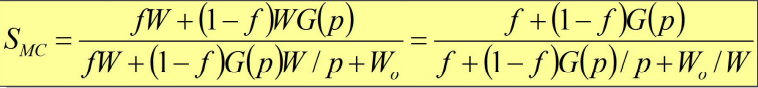 S_MC = (fW + (1 − f)WG(p)) / (fW + (1 − f)G(p)W / p + W_o) = (f + (1 − f)G(p)) / (f + (1 − f)G(p) / p + W_o / W)